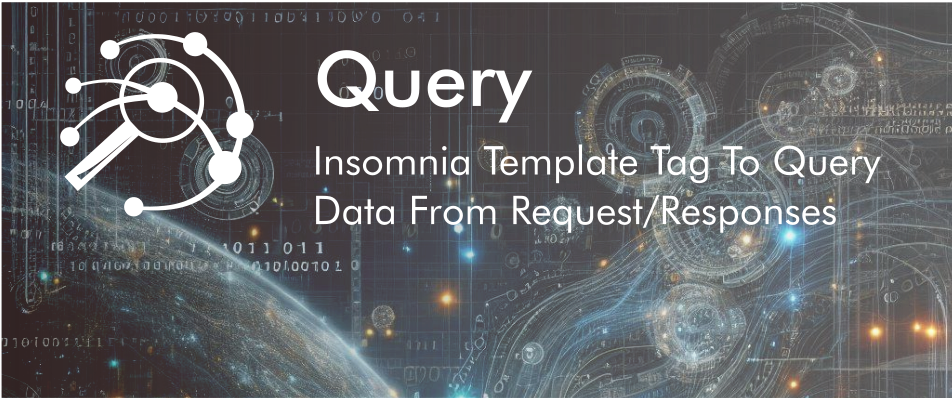 Query
Insomnia Template Tag To Query
Data From Request/Responses